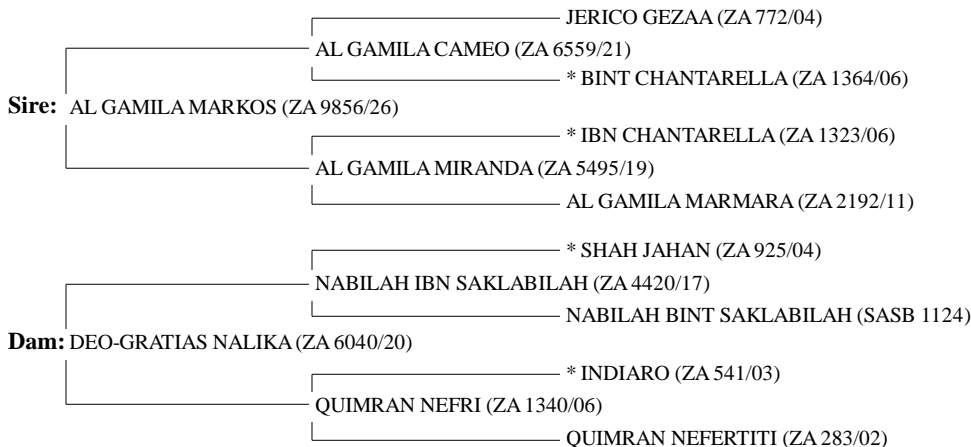 JERICO GEZAA (ZA 772/04)
AL GAMILA CAMEO (ZA 6559/21)
* BINT CHANTARELLA (ZA 1364/06)
Sire: AL GAMILA MARKOS (ZA 9856/26)
* IBN CHANTARELLA (ZA 1323/06)
AL GAMILA MIRANDA (ZA 5495/19)
AL GAMILA MARMARA (ZA 2192/11)
* SHAH JAHAN (ZA 925/04)
NABILAH IBN SAKLABILAH (ZA 4420/17)
NABILAH BINT SAKLABILAH (SASB 1124)
Dam: DEO-GRATIAS NALIKA (ZA 6040/20)
* INDIARO (ZA 541/03)
QUIMRAN NEFRI (ZA 1340/06)
QUIMRAN NEFERTITI (ZA 283/02)